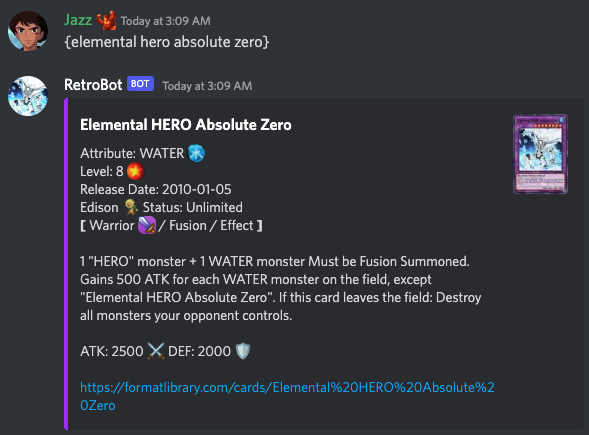 Jazz Today at 3:09 AM
{elemental hero absolute zero}
RetroBot BOT Today at 3:09 AM
Elemental HERO Absolute Zero
Attribute: WATER
Level: 8
Release Date: 2010-01-05
Edison Status: Unlimited
[ Warrior / Fusion / Effect ]
1 "HERO" monster + 1 WATER monster Must be Fusion Summoned.
Gains 500 ATK for each WATER monster on the field, except
"Elemental HERO Absolute Zero". If this card leaves the field: Destroy
all monsters your opponent controls.
ATK: 2500 DEF: 2000
https://formatlibrary.com/cards/Elemental%20HERO%20Absolute%2
0Zero